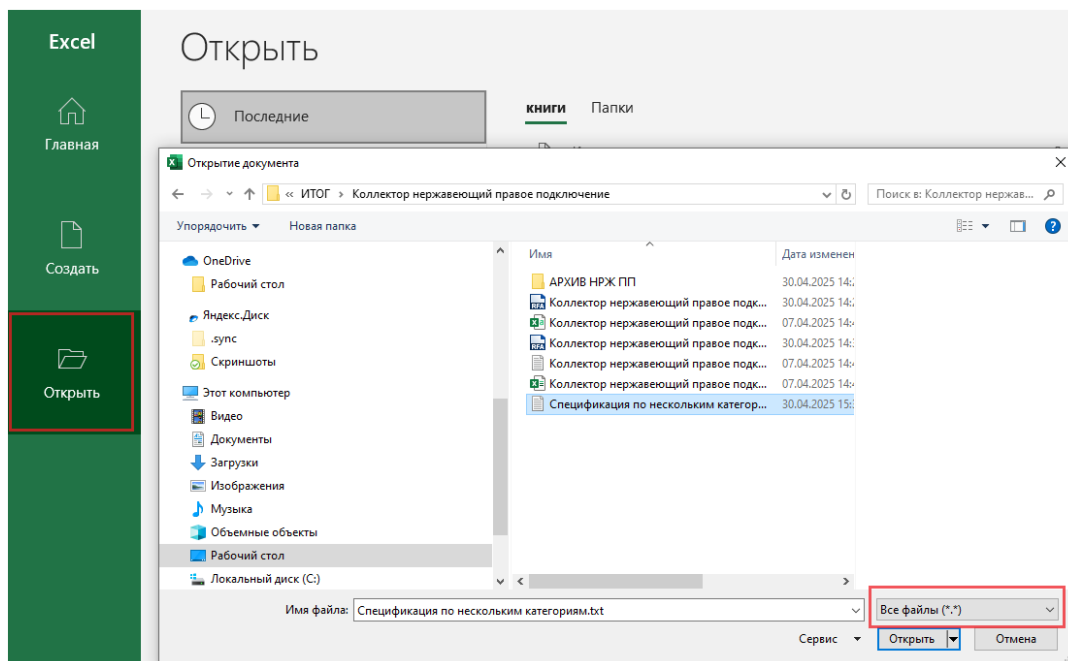 Excel
Открыть
Главная
Последние
книги Папки
Создать
Открыть
Открытие документа
« ИТОГ › Коллектор нержавеющий правое подключение
Поиск в: Коллектор нержав...
Упорядочить Новая папка
OneDrive
Рабочий стол
Яндекс.Диск
.sync
Скриншоты
Этот компьютер
Видео
Документы
Загрузки
Изображения
Музыка
Объемные объекты
Рабочий стол
Локальный диск (C:)
Имя Дата изменен
АРХИВ НРЖ ПП 30.04.2025 14:
Коллектор нержавеющий правое подк... 30.04.2025 14:
Коллектор нержавеющий правое подк... 07.04.2025 14:
Коллектор нержавеющий правое подк... 30.04.2025 14:
Коллектор нержавеющий правое подк... 07.04.2025 14:
Коллектор нержавеющий правое подк... 07.04.2025 14:
Спецификация по нескольким категор... 30.04.2025 15:
Имя файла: Спецификация по нескольким категориям.txt
Все файлы (*.*)
Сервис Открыть Отмена